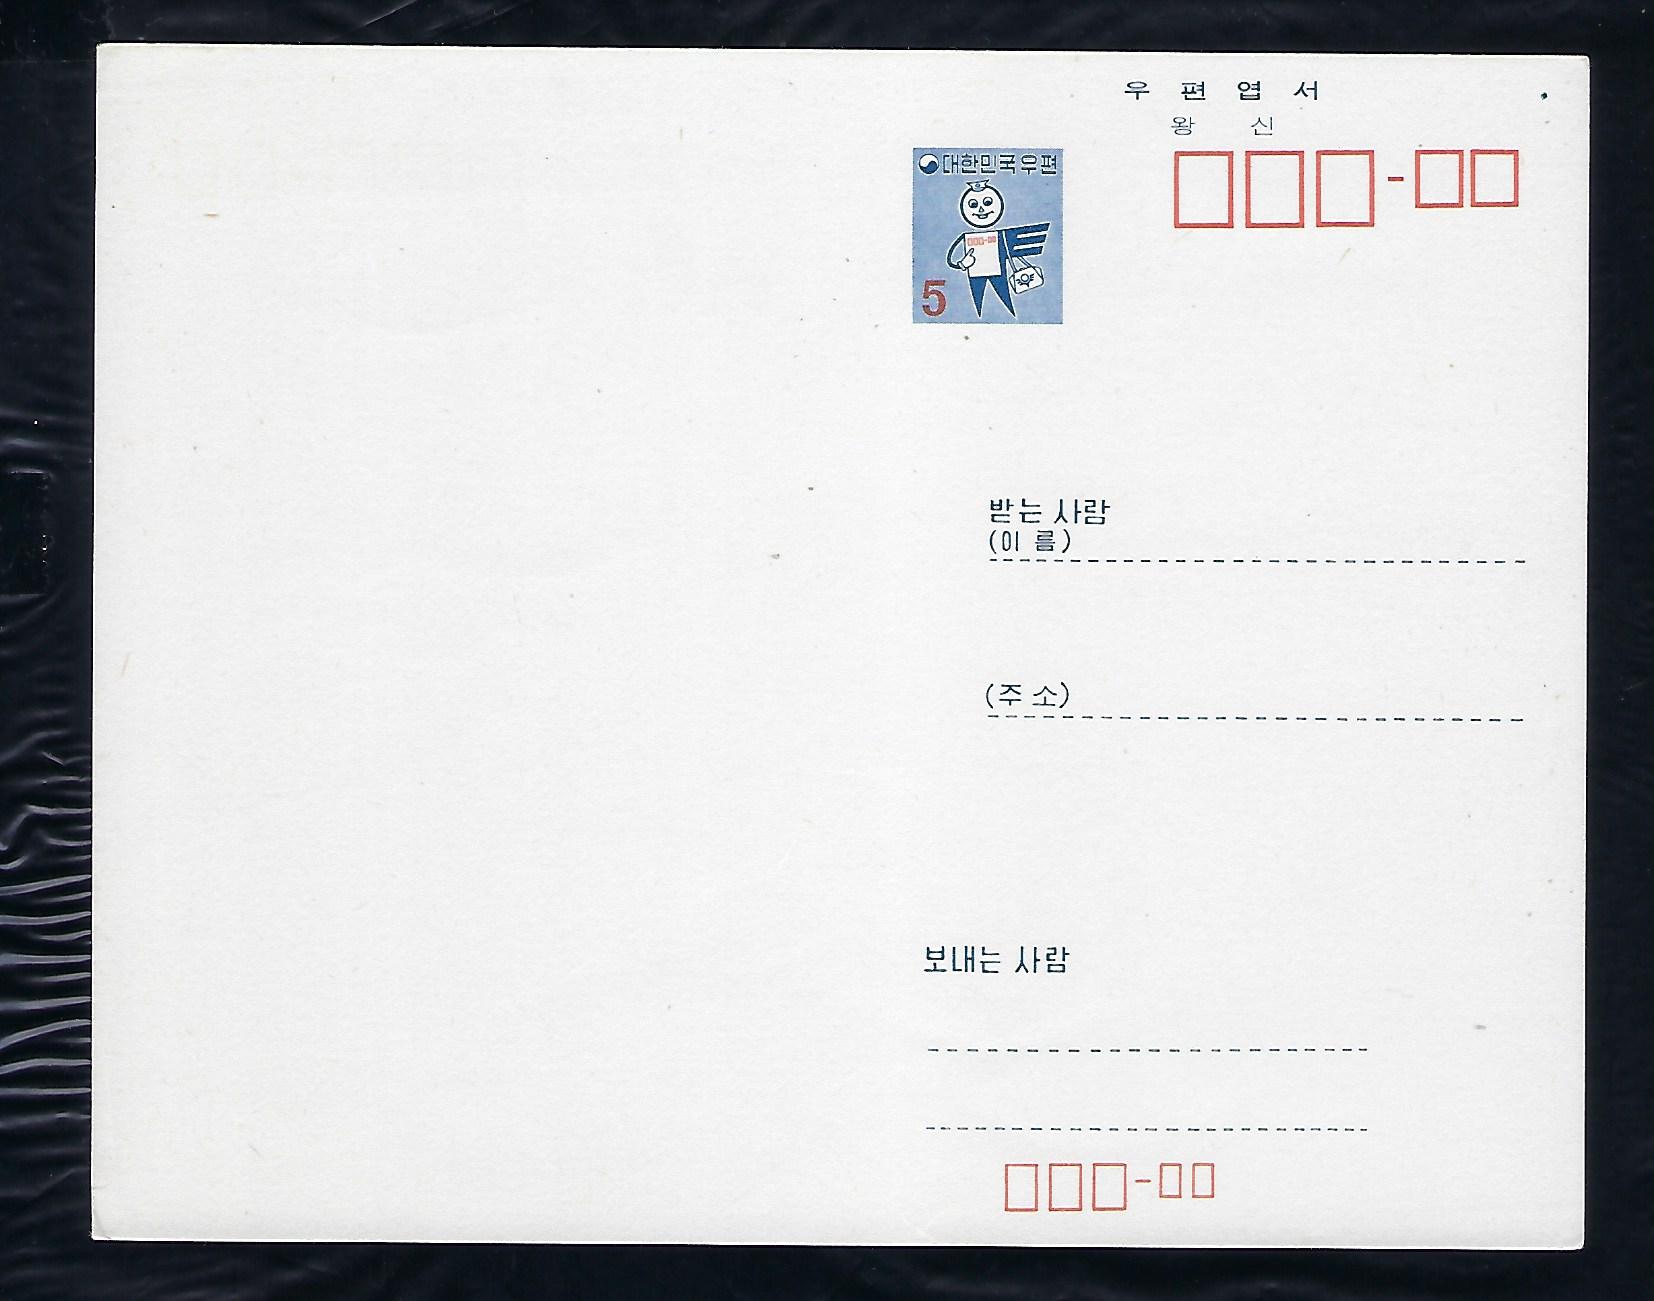 우 편 엽 서
왕 신
대한민국우편
5
받는 사람
(이 름)
(주 소)
보내는 사람